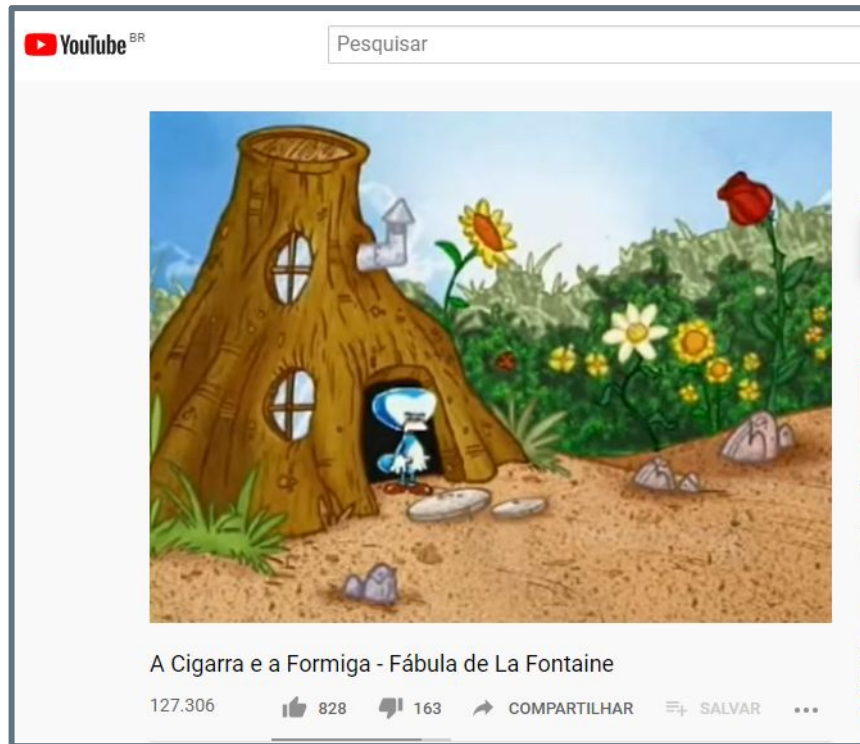 YouTube BR
Pesquisar
A Cigarra e a Formiga - Fábula de La Fontaine
127.306 828 163 COMPARTILHAR SALVAR